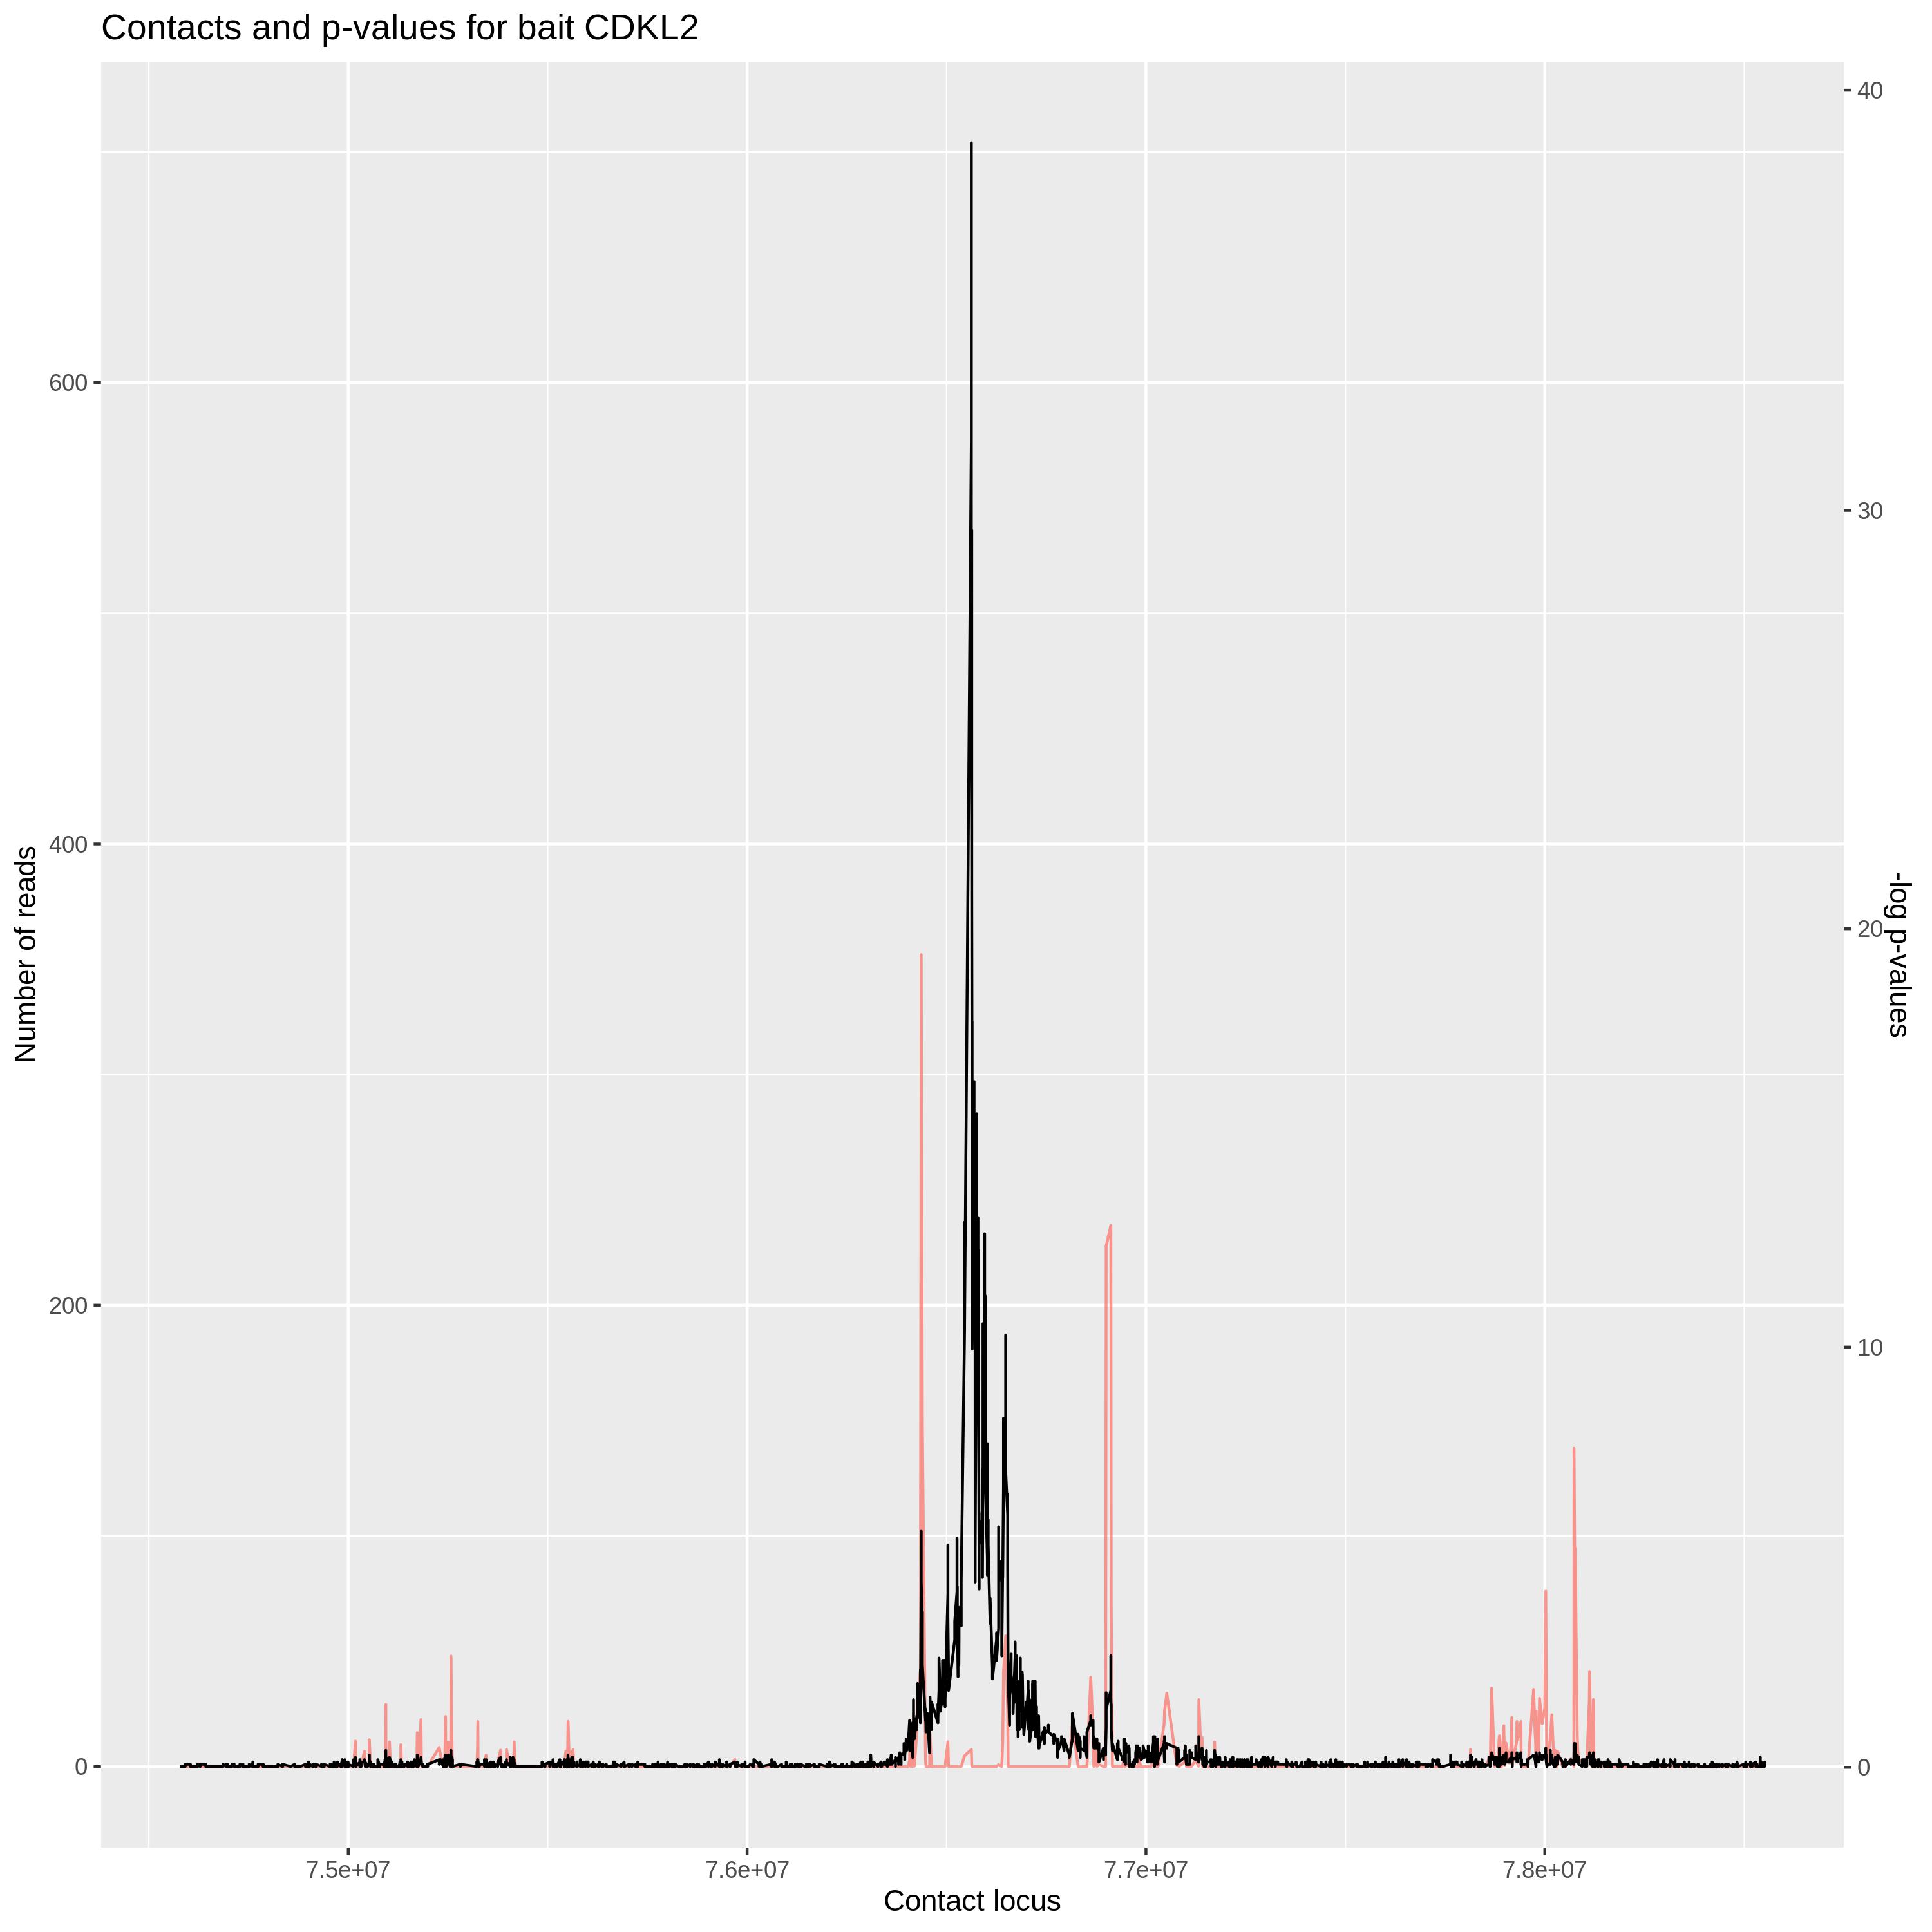 Contacts and p-values for bait CDKL2
Number of reads
600
400
200
0
40
30
20
10
0
-log p-values
7.5e+07 7.6e+07 7.7e+07 7.8e+07
Contact locus